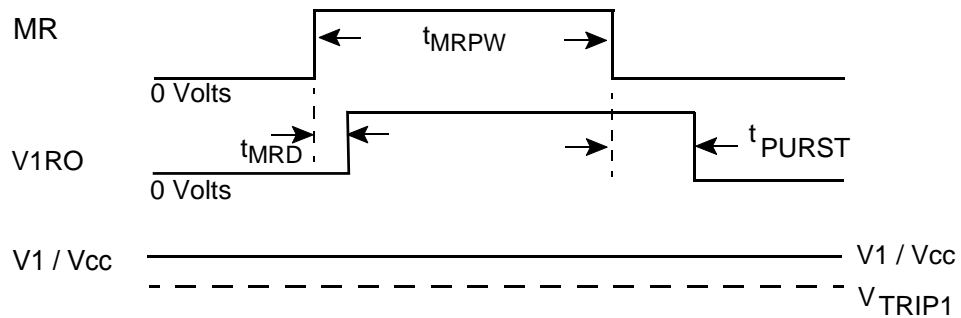 MR
tMRPW
0 Volts
tMRD
tPURST
V1RO
0 Volts
V1 / Vcc
V1 / Vcc
VTRIP1